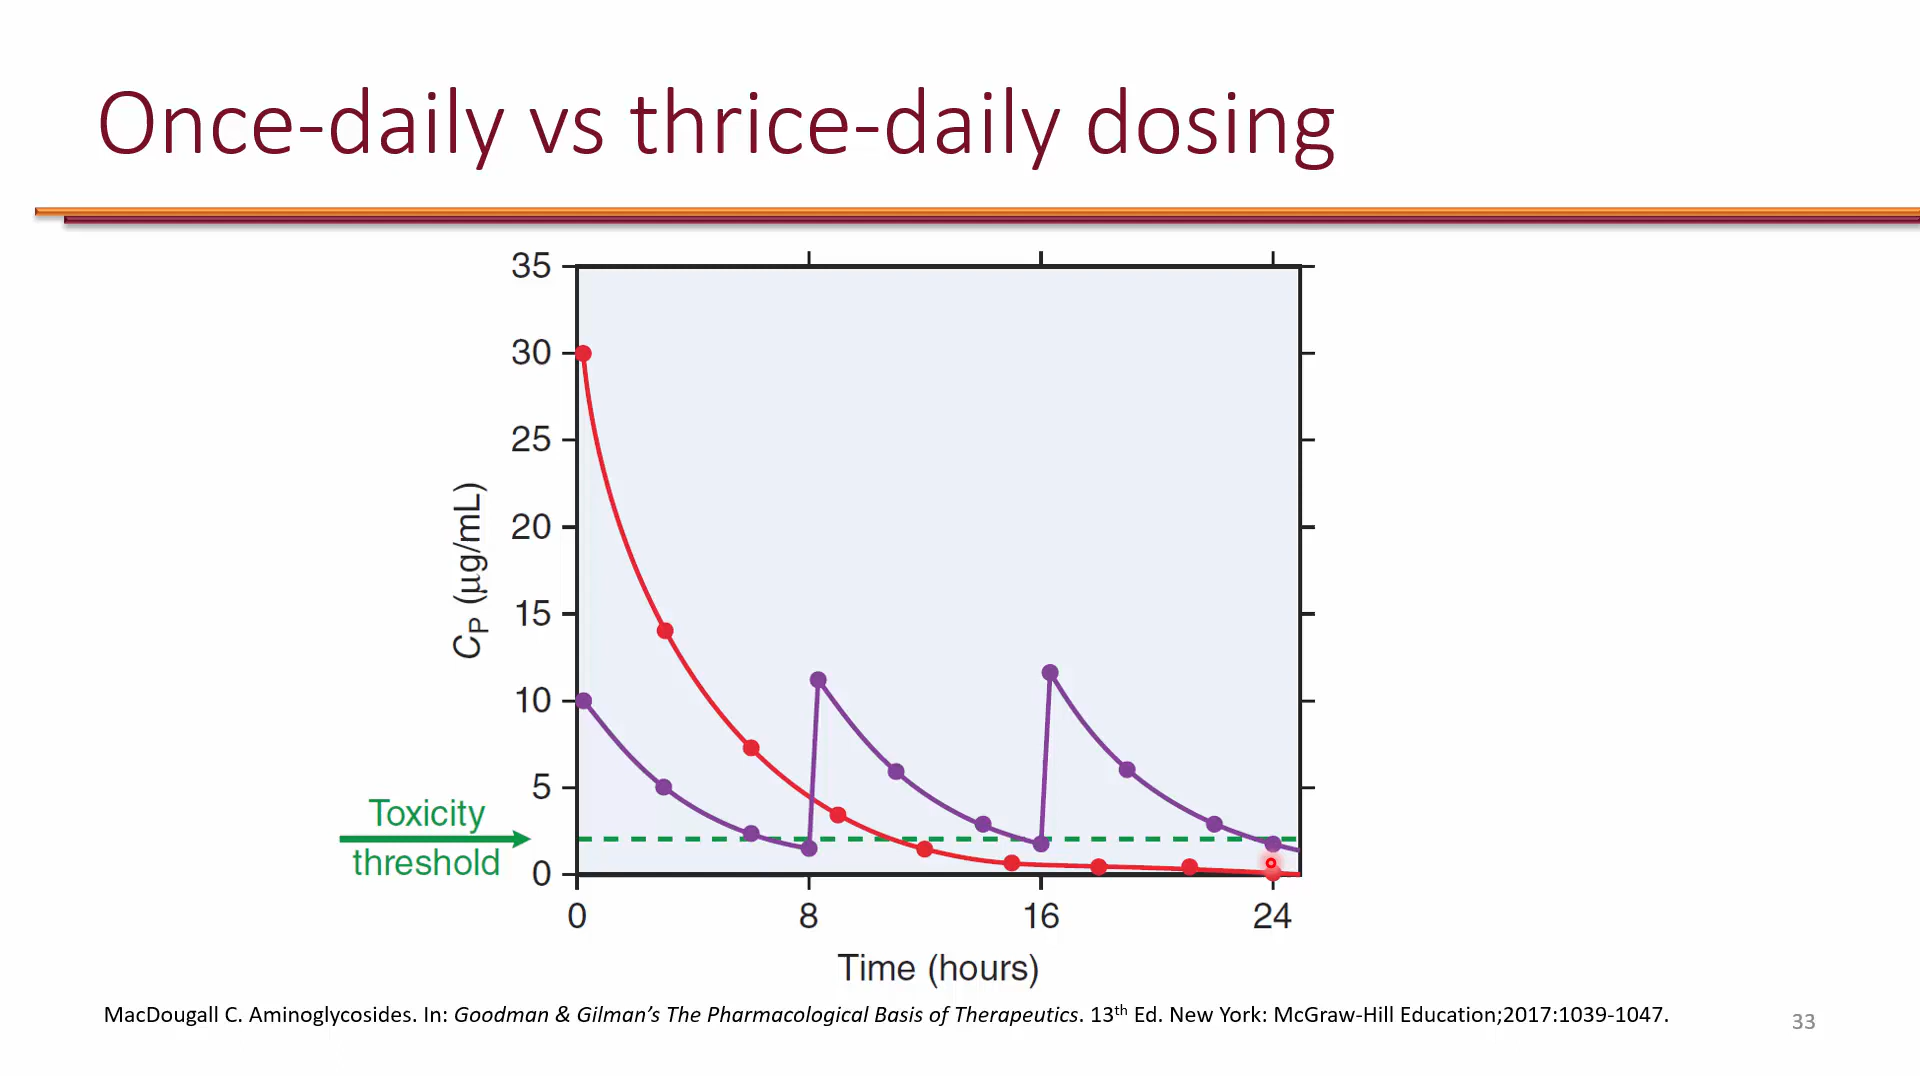 Once-daily vs thrice-daily dosing
35
30
25
20
15
10
5
0
C_P (μg/mL)
Toxicity
threshold
0 8 16 24
Time (hours)
MacDougall C. Aminoglycosides. In: Goodman & Gilman’s The Pharmacological Basis of Therapeutics. 13th Ed. New York: McGraw-Hill Education;2017:1039-1047.
33